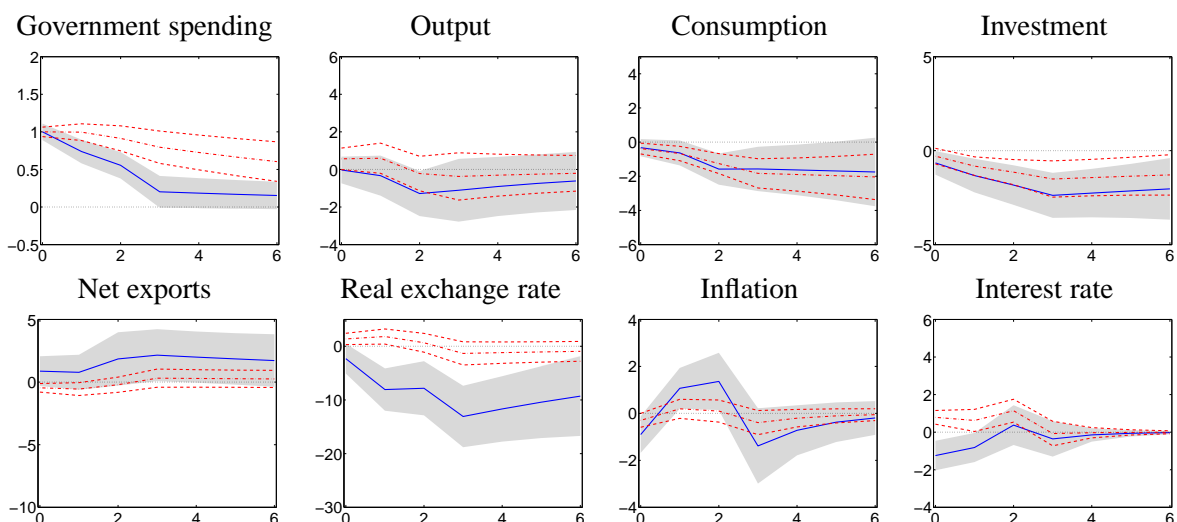 Government spending Output Consumption Investment
2 6 5
1.5 4 4
1 2 2
0.5 0 0 0
0 −2 −2
−4
−0.5 −4 −6 −5
0 2 4 6 0 2 4 6 0 2 4 6 0 2 4 6
Net exports Real exchange rate Inflation Interest rate
5 4 6
0 0 2 4
−5 −10 0 2
−20 −2 0
−2
−10 −30 −4 −4
0 2 4 6 0 2 4 6 0 2 4 6 0 2 4 6